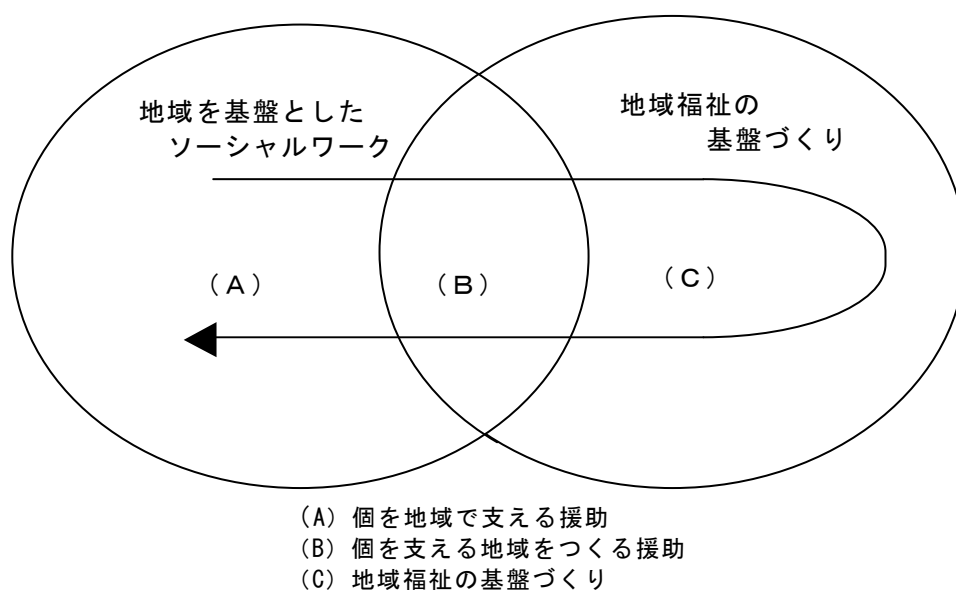 地域を基盤とした
ソーシャルワーク
地域福祉の
基盤づくり
（A）
（B）
（C）
（A）個を地域で支える援助
（B）個を支える地域をつくる援助
（C）地域福祉の基盤づくり